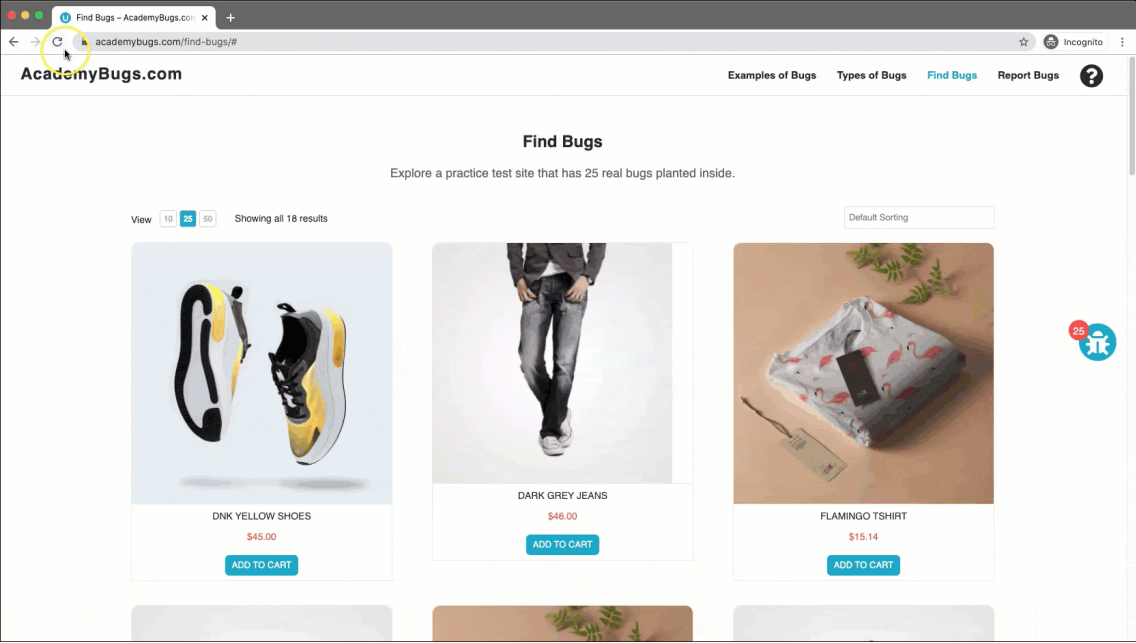 Find Bugs – AcademyBugs.com
academybugs.com/find-bugs/#
Incognito
AcademyBugs.com
Examples of Bugs
Types of Bugs
Find Bugs
Report Bugs
?
Find Bugs
Explore a practice test site that has 25 real bugs planted inside.
View 10 25 50 Showing all 18 results
Default Sorting
25
DNK YELLOW SHOES
$45.00
ADD TO CART
DARK GREY JEANS
$46.00
ADD TO CART
FLAMINGO TSHIRT
$15.14
ADD TO CART